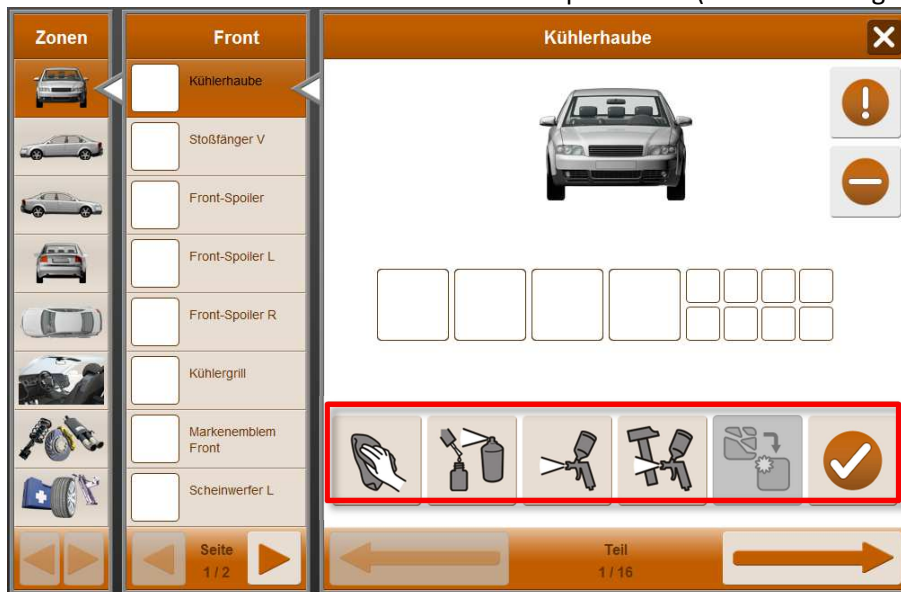 Zonen
Front
Kühlerhaube
Kühlerhaube
Stoßfänger V
Front-Spoiler
Front-Spoiler L
Front-Spoiler R
Kühlergrill
Markenemblem
Front
Scheinwerfer L
Seite
1 / 2
Teil
1 / 16